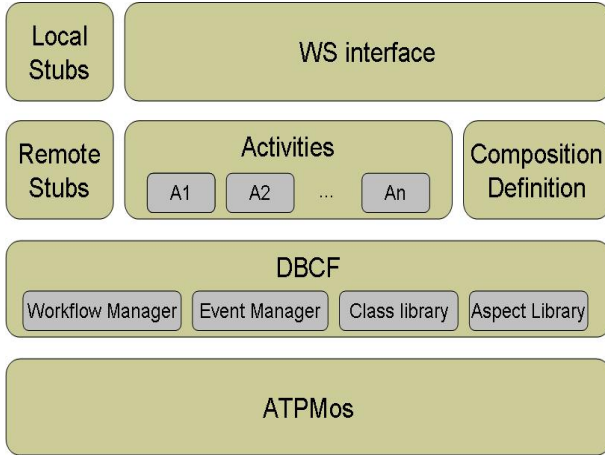 Local
Stubs
WS interface
Remote
Stubs
Activities
A1
A2
...
An
Composition
Definition
DBCF
Workflow Manager
Event Manager
Class library
Aspect Library
ATPMos